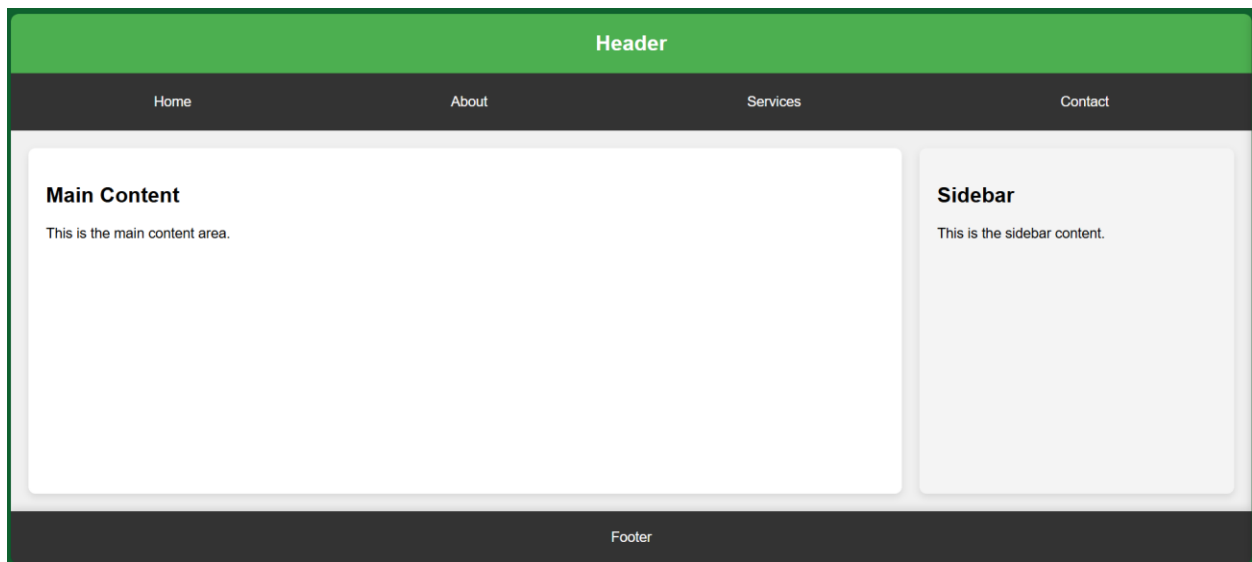 Header
Home About Services Contact
Main Content
This is the main content area.
Sidebar
This is the sidebar content.
Footer